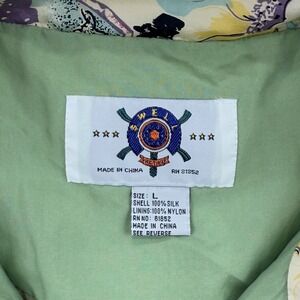 SWELL
MADE IN CHINA
RN 81852
SIZE: L
SHELL 100%SILK
LINING:100%NYLON
RN NO: 81852
MADE IN CHINA
SEE REVERSE